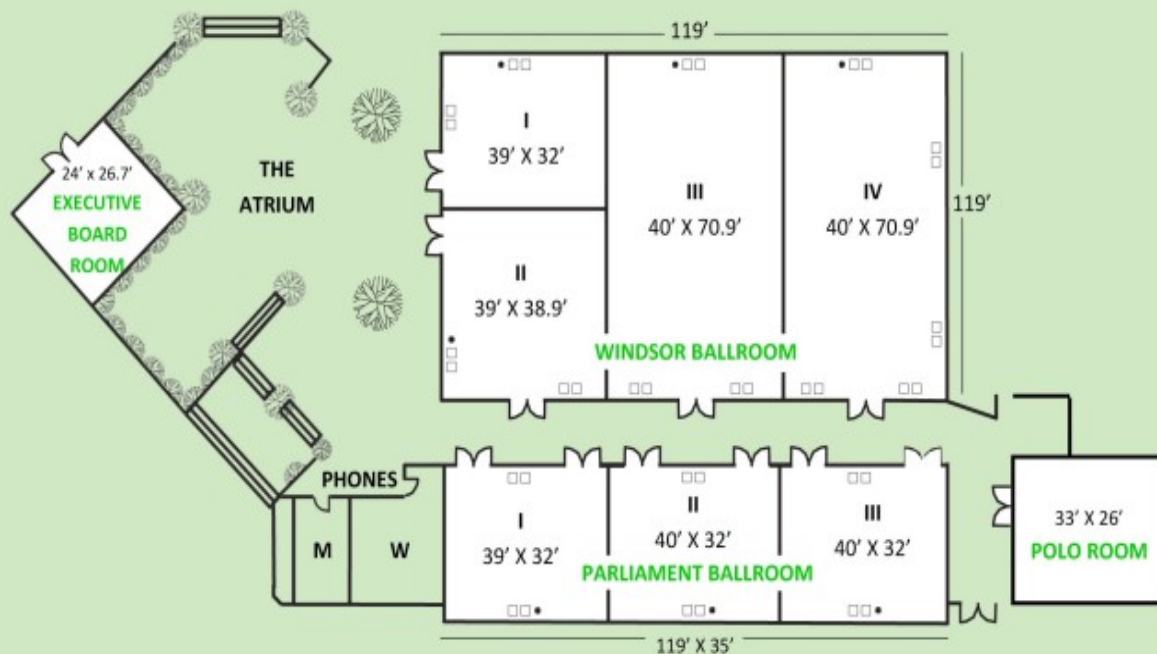 119'
I
39' X 32'
III
40' X 70.9'
IV
40' X 70.9'
119'
II
39' X 38.9'
WINDSOR BALLROOM
THE
ATRIUM
24' x 26.7'
EXECUTIVE
BOARD
ROOM
PHONES
M
W
I
39' X 32'
II
40' X 32'
III
40' X 32'
PARLIAMENT BALLROOM
119' X 35'
33' X 26'
POLO ROOM